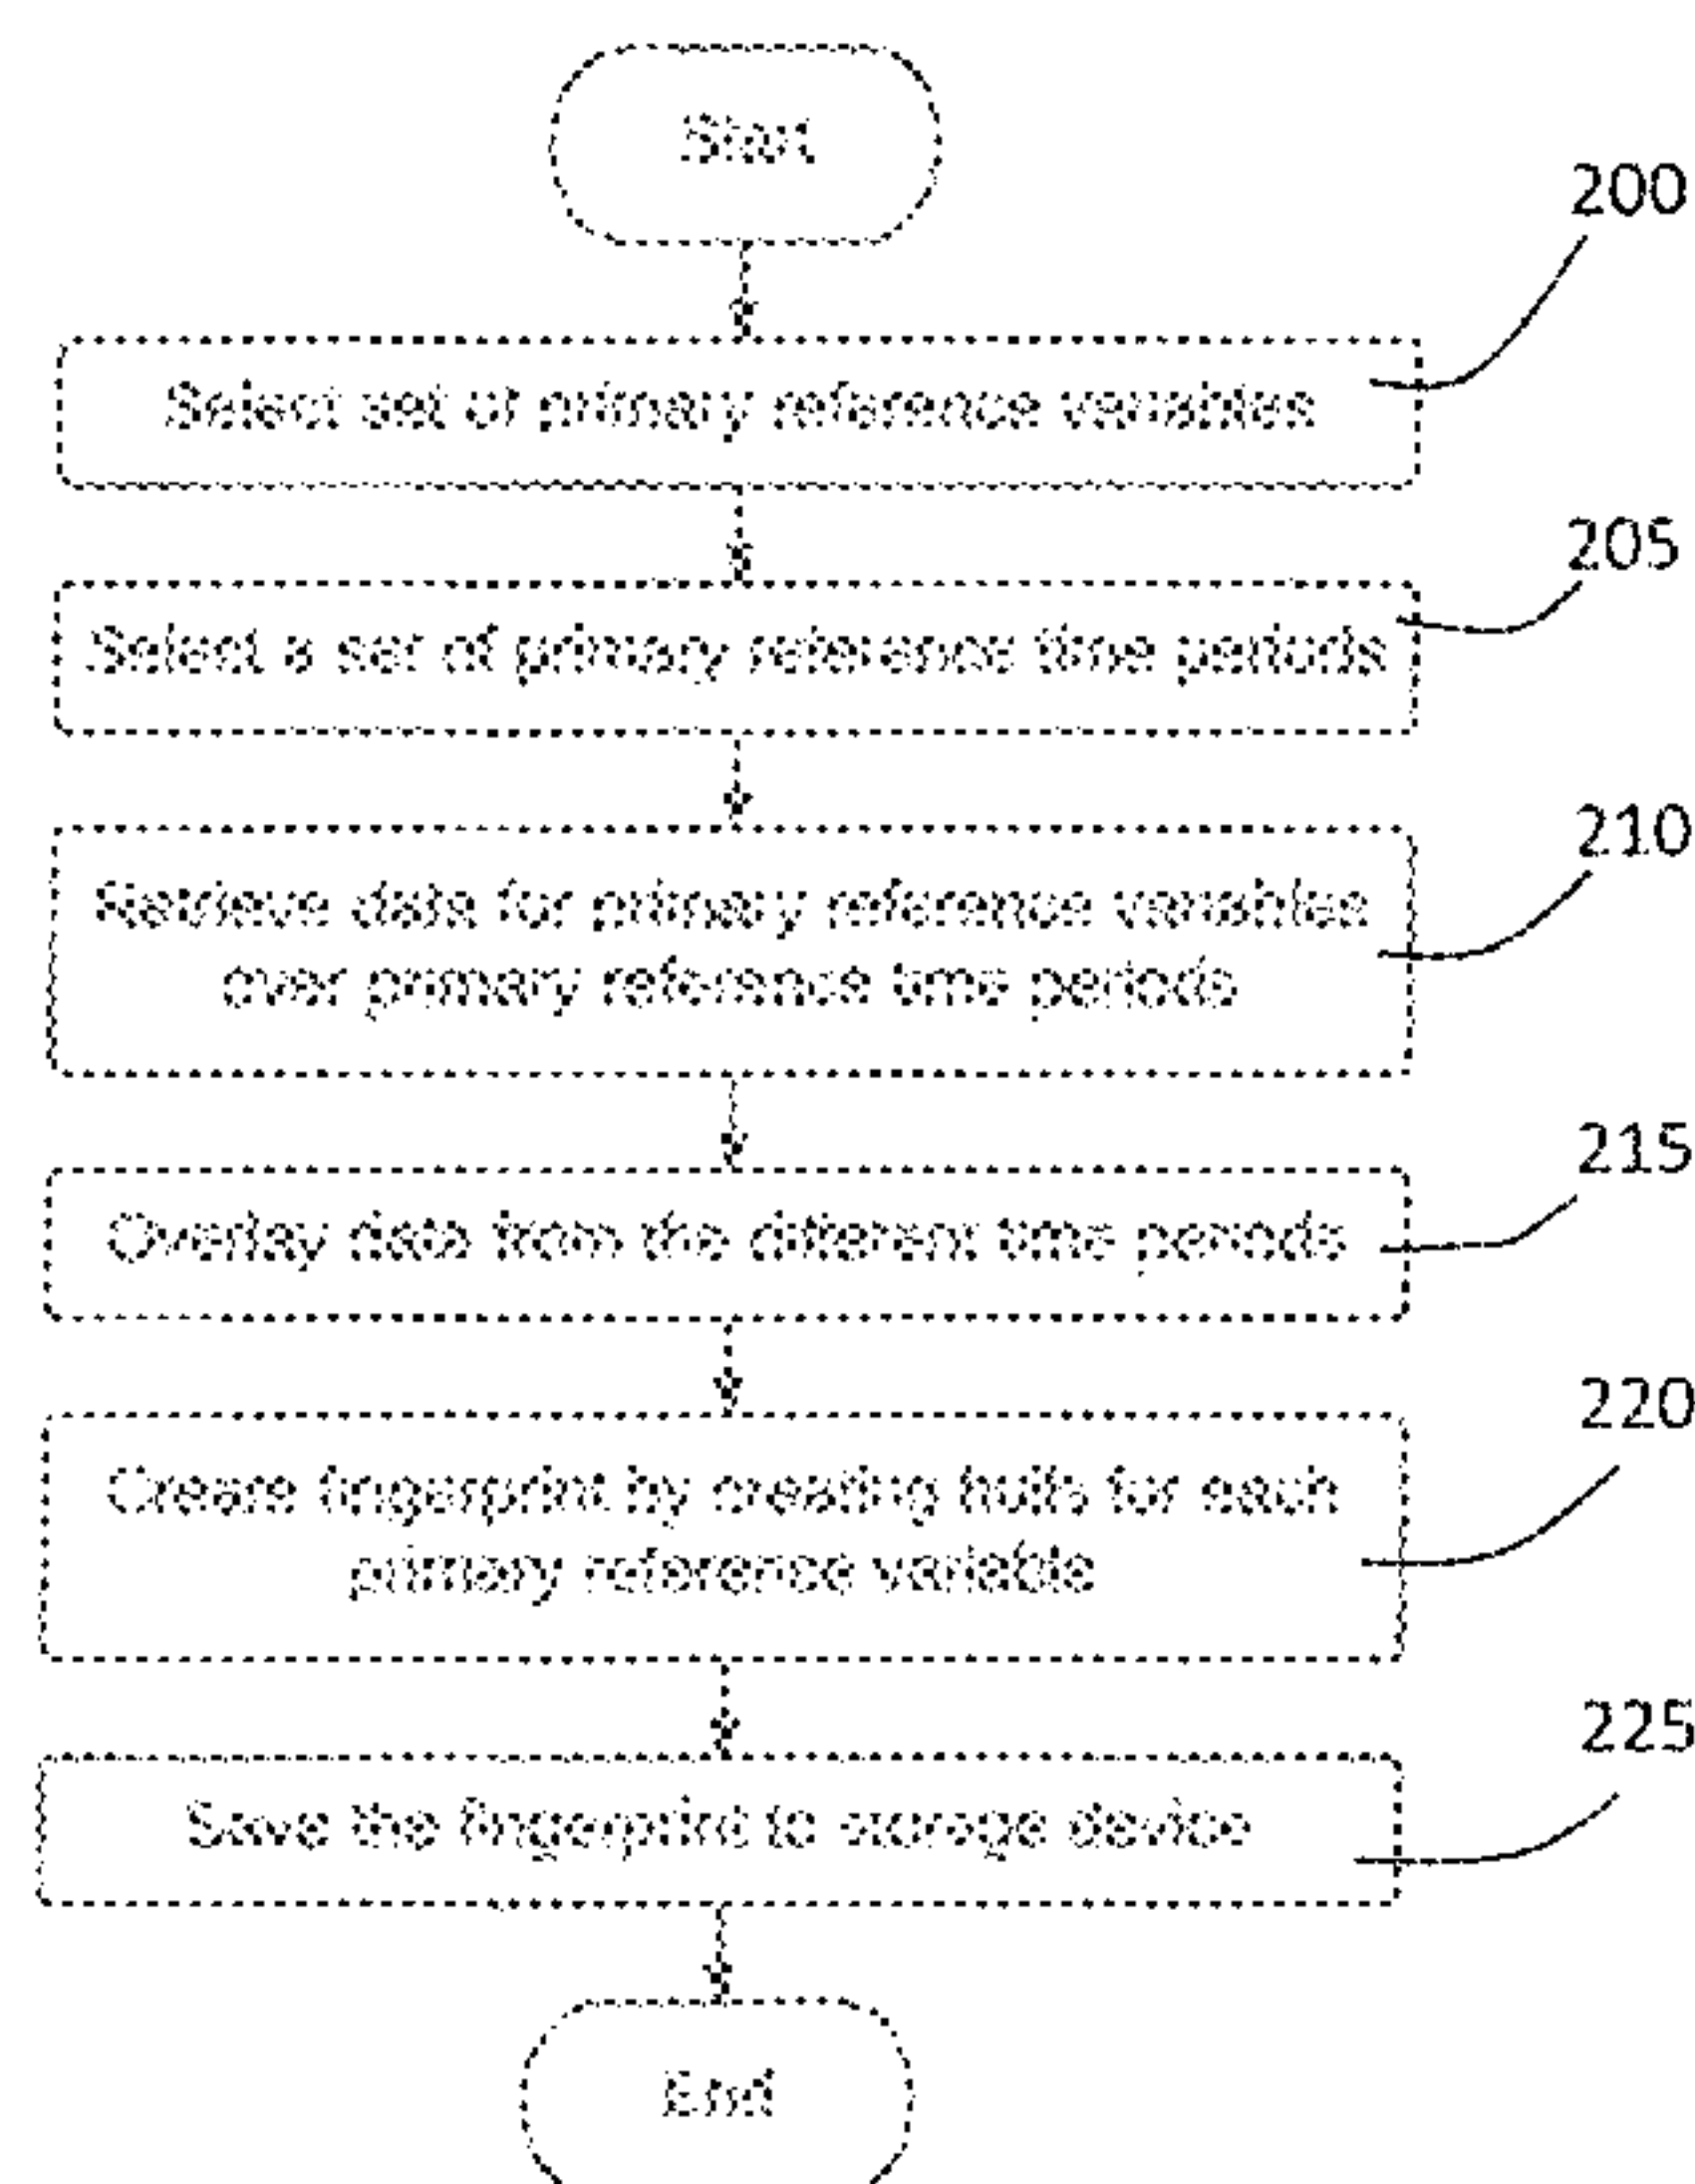 Start
200
Select set of primary reference variables
205
Select a set of primary reference time periods
210
Retrieve data for primary reference variables
over primary reference time periods
215
Overlay data from the different time periods
220
Create fingerprint by creating hulls for each
primary reference variable
225
Save the fingerprint to storage device
End